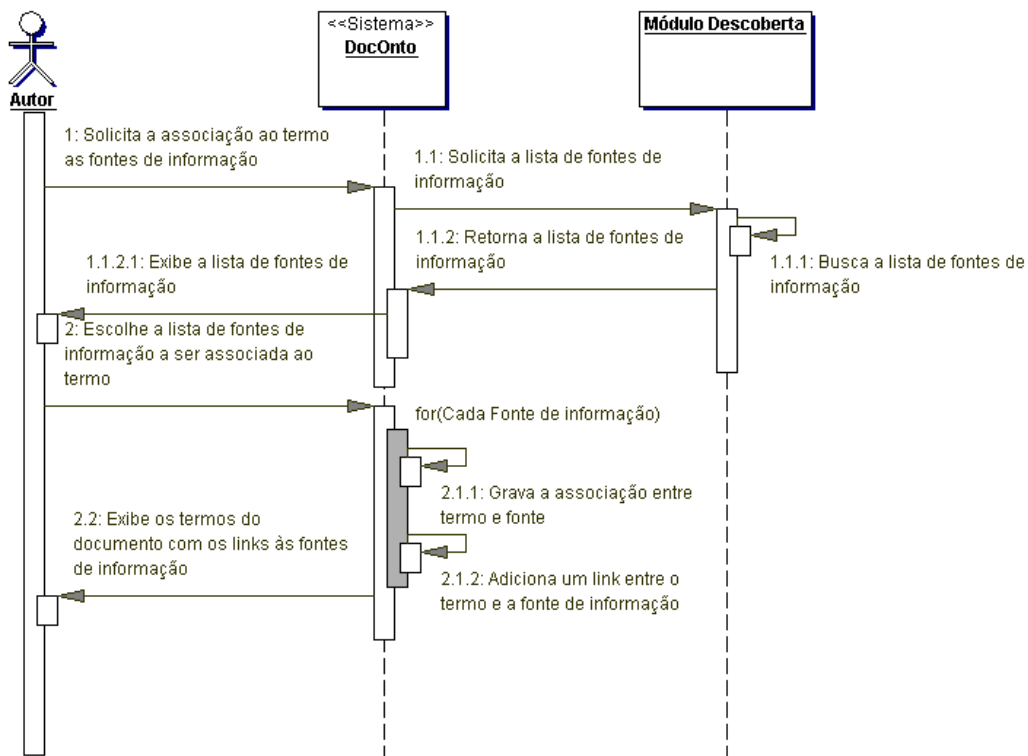 <<Sistema>>
DocOnto
Módulo Descoberta
Autor
1: Solicita a associação ao termo
as fontes de informação
1.1: Solicita a lista de fontes de
informação
1.1.1: Busca a lista de fontes de
informação
1.1.2: Retorna a lista de fontes de
informação
1.1.2.1: Exibe a lista de fontes de
informação
2: Escolhe a lista de fontes de
informação a ser associada ao
termo
for(Cada Fonte de informação)
2.1.1: Grava a associação entre
termo e fonte
2.1.2: Adiciona um link entre o
termo e a fonte de informação
2.2: Exibe os termos do
documento com os links às fontes
de informação